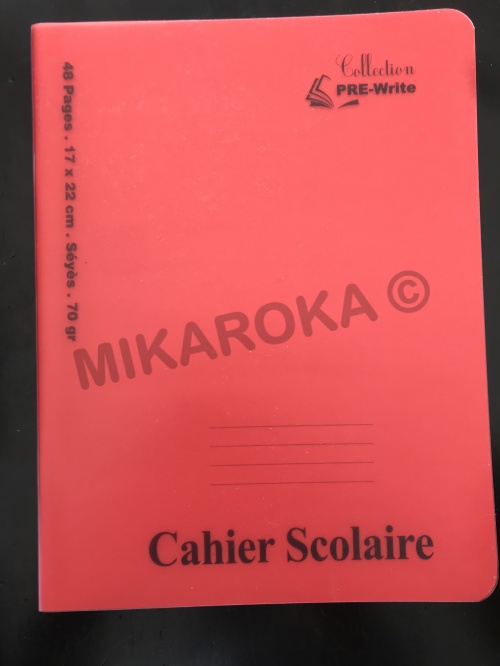 Collection
PRE-Write
48 Pages . 17 x 22 cm . Séyès . 70 gr
MIKAROKA ©
Cahier Scolaire